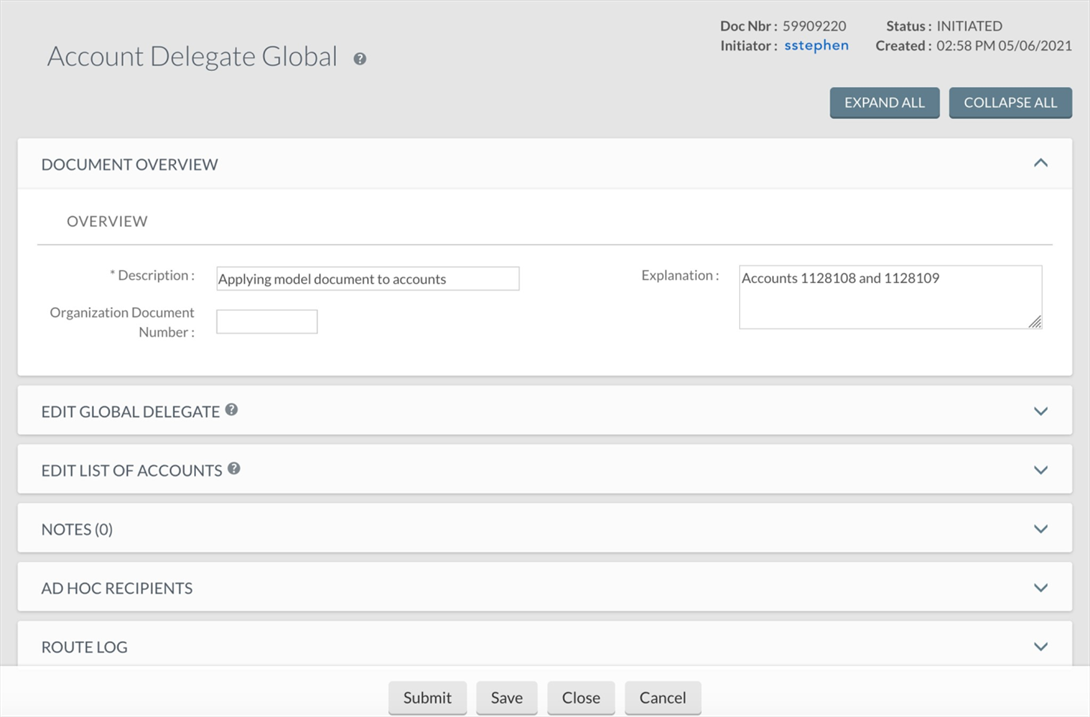 Doc Nbr : 59909220 Status : INITIATED
Initiator : sstephen Created : 02:58 PM 05/06/2021
Account Delegate Global ?
EXPAND ALL COLLAPSE ALL
DOCUMENT OVERVIEW
OVERVIEW
* Description : Applying model document to accounts
Explanation : Accounts 1128108 and 1128109
Organization Document
Number :
EDIT GLOBAL DELEGATE ?
EDIT LIST OF ACCOUNTS ?
NOTES (0)
AD HOC RECIPIENTS
ROUTE LOG
Submit Save Close Cancel